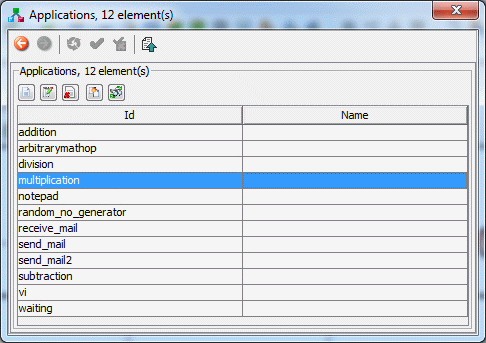 Applications, 12 element(s)
Applications, 12 element(s)
Id Name
addition
arbitrarymathop
division
multiplication
notepad
random_no_generator
receive_mail
send_mail
send_mail2
subtraction
vi
waiting